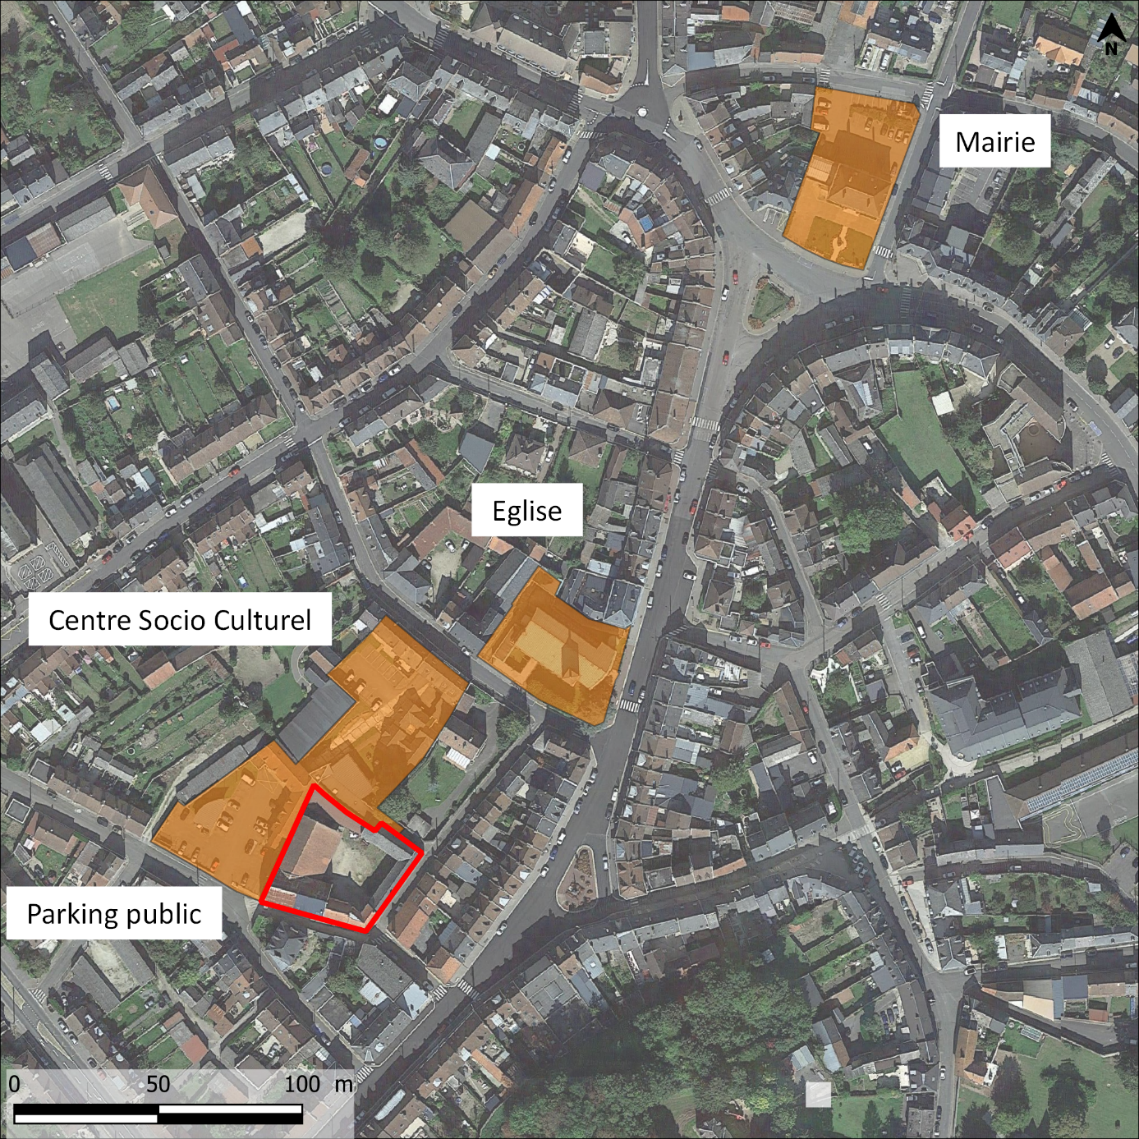 N
Mairie
Eglise
Centre Socio Culturel
Parking public
0 50 100 m